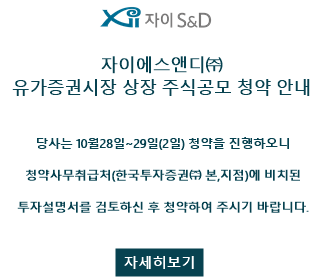 자이 S&D
자이에스앤디㈜
유가증권시장 상장 주식공모 청약 안내
당사는 10월28일~29일(2일) 청약을 진행하오니
청약사무취급처(한국투자증권㈜ 본,지점)에 비치된
투자설명서를 검토하신 후 청약하여 주시기 바랍니다.
자세히보기